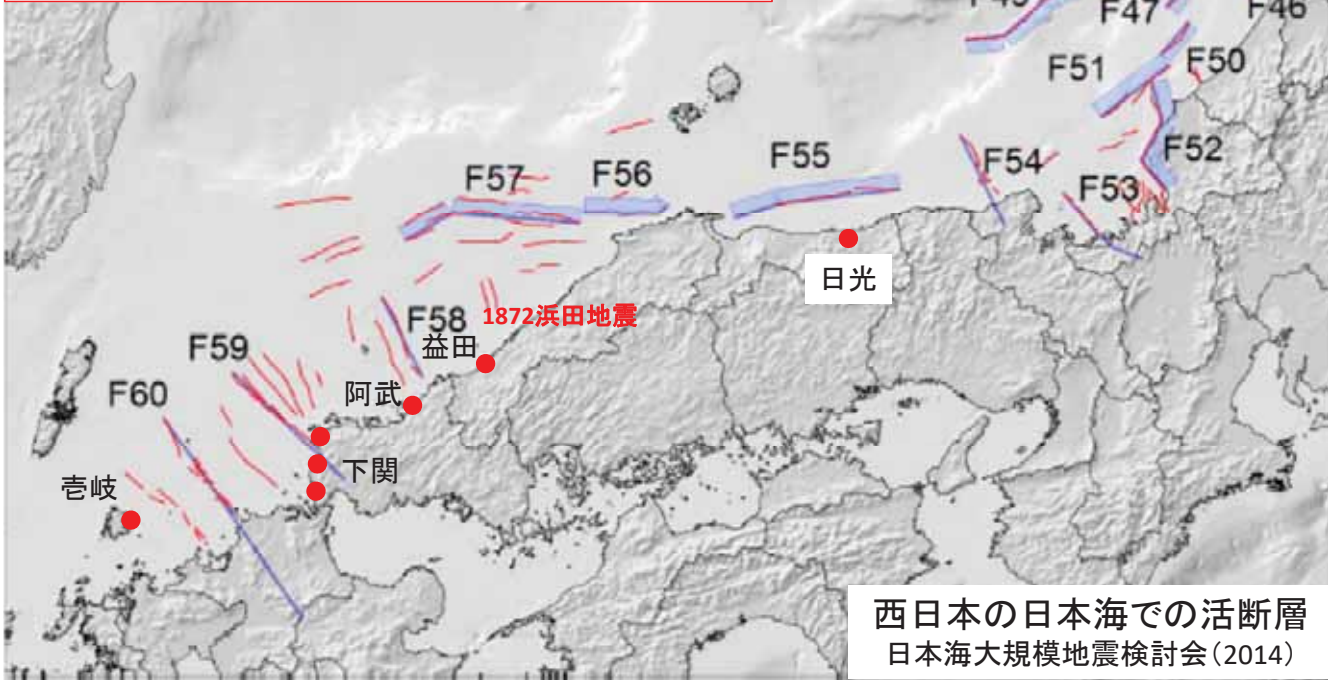 F49
F47
F46
F51
F50
F52
F54
F53
F55
F56
F57
日光
1872浜田地震
F58
益田
F59
阿武
F60
下関
壱岐
西日本の日本海での活断層
日本海大規模地震検討会（2014）